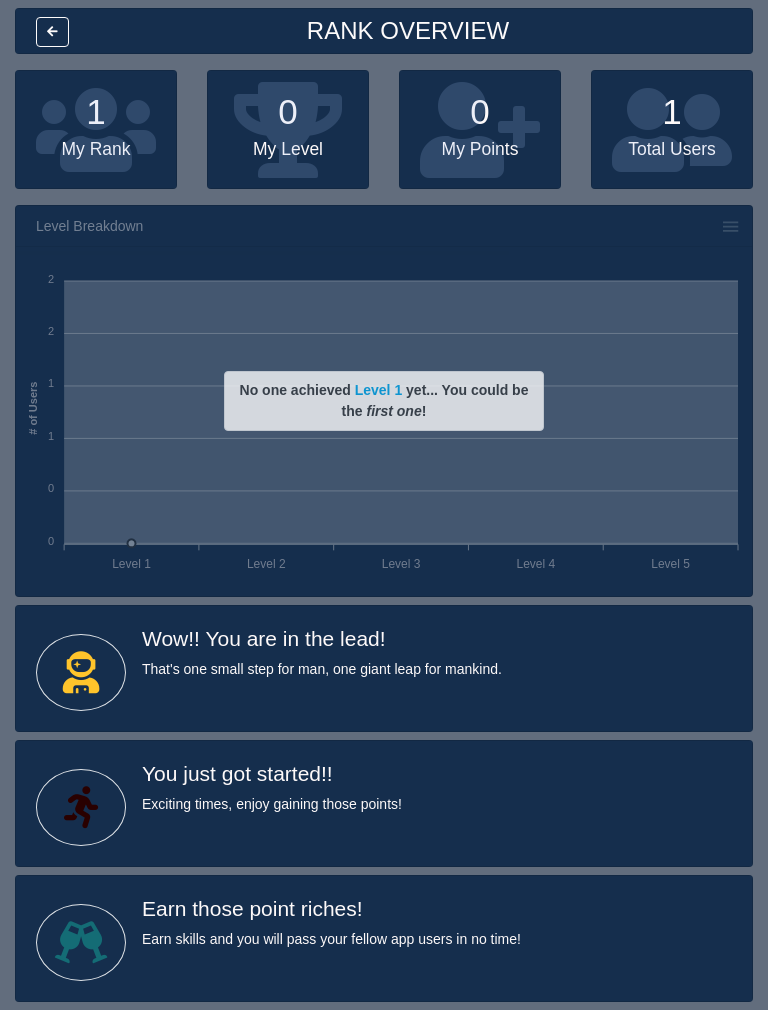 RANK OVERVIEW
1
My Rank
0
My Level
0
My Points
1
Total Users
Level Breakdown
2
2
1
1
0
0
# of Users
No one achieved Level 1 yet... You could be
the first one!
Level 1
Level 2
Level 3
Level 4
Level 5
Wow!! You are in the lead!
That's one small step for man, one giant leap for mankind.
You just got started!!
Exciting times, enjoy gaining those points!
Earn those point riches!
Earn skills and you will pass your fellow app users in no time!